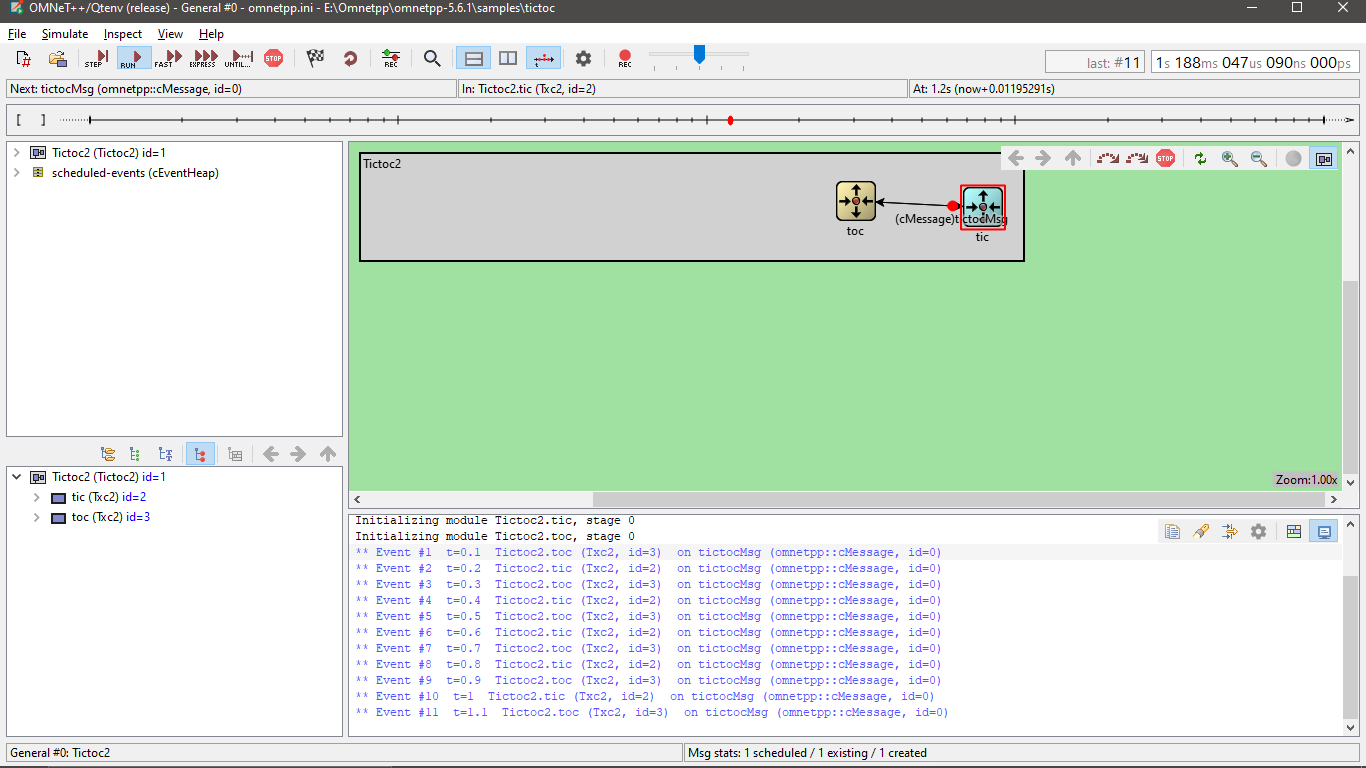 OMNeT++/Qtenv (release) - General #0 - omnetpp.ini - E:\Omnetpp\omnetpp-5.6.1\samples\tictoc
File Simulate Inspect View Help
STEP RUN FAST EXPRESS UNTIL... STOP REC REC last: #11 1s 188ms 047us 090ns 000ps
Next: tictocMsg (omnetpp::cMessage, id=0) In: Tictoc2.tic (Txc2, id=2) At: 1.2s (now+0.01195291s)
[ ]
Tictoc2 (Tictoc2) id=1
scheduled-events (cEventHeap)
Tictoc2
STOP
(cMessage)tictocMsg
toc
tic
Zoom:1.00x
Tictoc2 (Tictoc2) id=1
tic (Txc2) id=2
toc (Txc2) id=3
Initializing module Tictoc2.tic, stage 0
Initializing module Tictoc2.toc, stage 0
** Event #1 t=0.1 Tictoc2.toc (Txc2, id=3) on tictocMsg (omnetpp::cMessage, id=0)
** Event #2 t=0.2 Tictoc2.tic (Txc2, id=2) on tictocMsg (omnetpp::cMessage, id=0)
** Event #3 t=0.3 Tictoc2.toc (Txc2, id=3) on tictocMsg (omnetpp::cMessage, id=0)
** Event #4 t=0.4 Tictoc2.tic (Txc2, id=2) on tictocMsg (omnetpp::cMessage, id=0)
** Event #5 t=0.5 Tictoc2.toc (Txc2, id=3) on tictocMsg (omnetpp::cMessage, id=0)
** Event #6 t=0.6 Tictoc2.tic (Txc2, id=2) on tictocMsg (omnetpp::cMessage, id=0)
** Event #7 t=0.7 Tictoc2.toc (Txc2, id=3) on tictocMsg (omnetpp::cMessage, id=0)
** Event #8 t=0.8 Tictoc2.tic (Txc2, id=2) on tictocMsg (omnetpp::cMessage, id=0)
** Event #9 t=0.9 Tictoc2.toc (Txc2, id=3) on tictocMsg (omnetpp::cMessage, id=0)
** Event #10 t=1 Tictoc2.tic (Txc2, id=2) on tictocMsg (omnetpp::cMessage, id=0)
** Event #11 t=1.1 Tictoc2.toc (Txc2, id=3) on tictocMsg (omnetpp::cMessage, id=0)
General #0: Tictoc2 Msg stats: 1 scheduled / 1 existing / 1 created